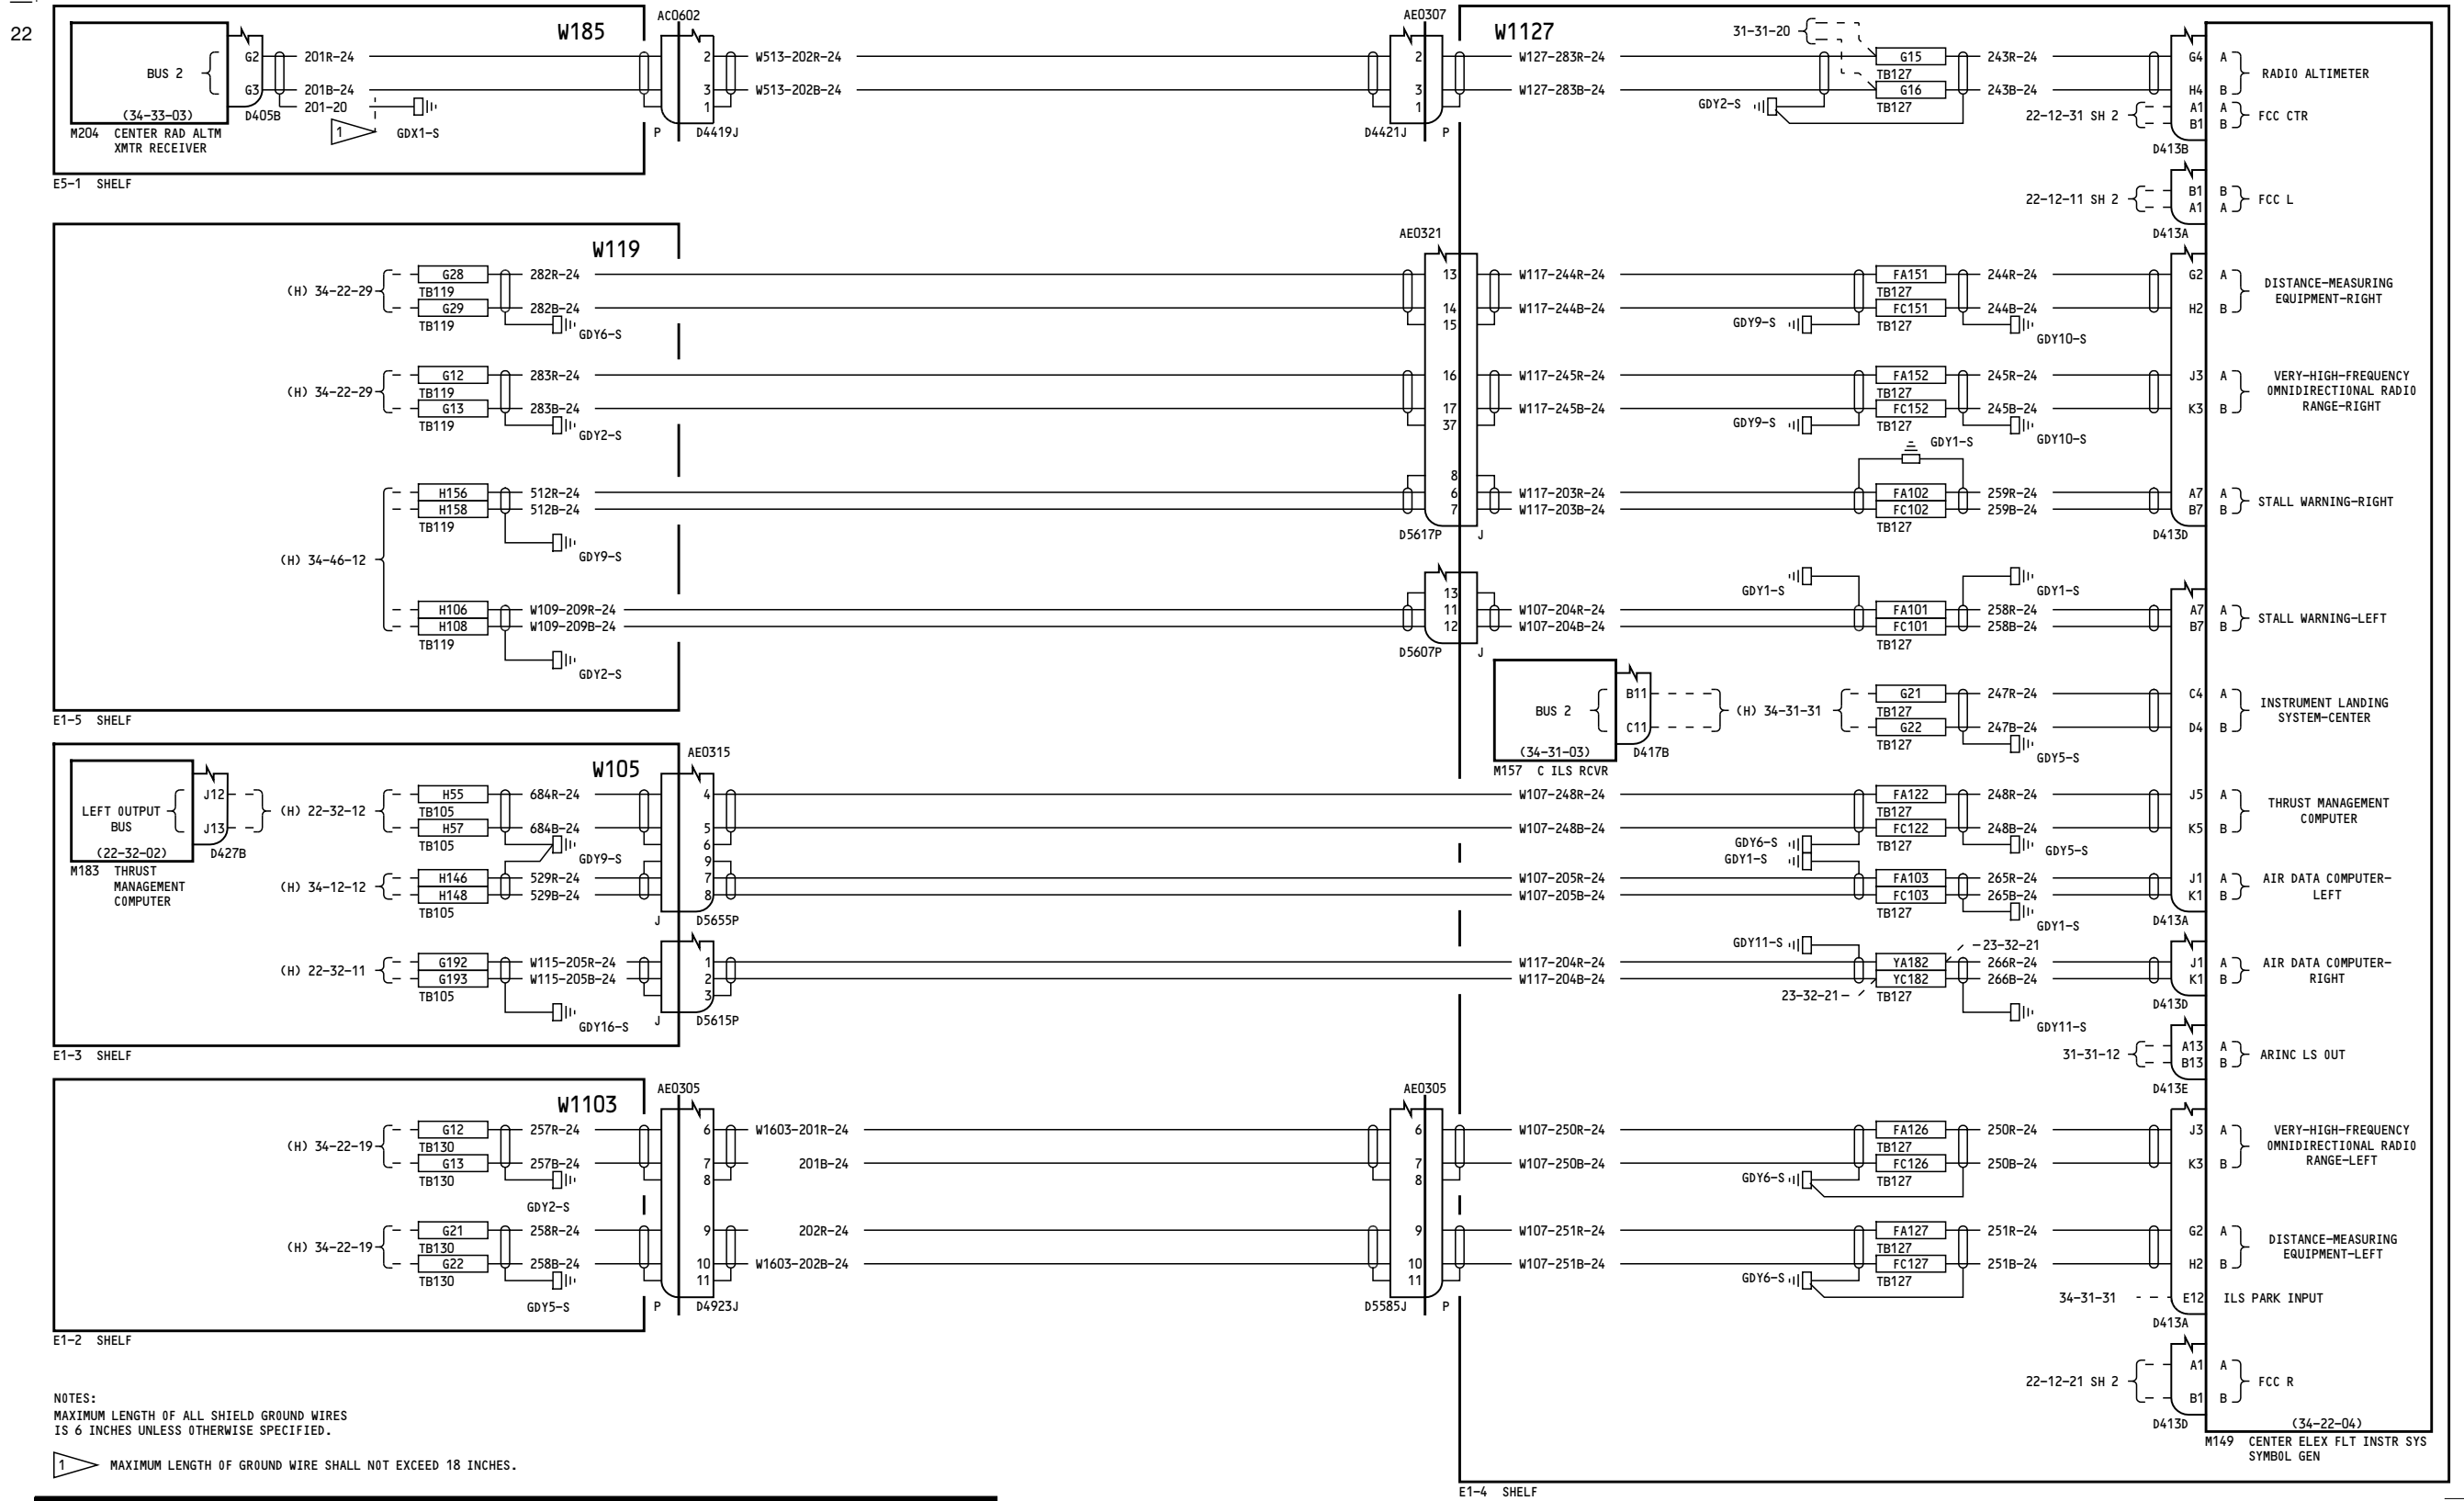 22
W185
AC0602
AE0307
W1127
BUS 2
G2
201R-24
G3
201B-24
201-20
(34-33-03)
D405B
1
GDX1-S
M204 CENTER RAD ALTM
XMTR RECEIVER
E5-1 SHELF
2
3
1
P
D4419J
W513-202R-24
W513-202B-24
2
3
1
D4421J
P
W127-283R-24
W127-283B-24
31-31-20
GDY2-S
G15
TB127
G16
TB127
243R-24
243B-24
G4 A
H4 B
RADIO ALTIMETER
22-12-31 SH 2
A1 A
B1 B
FCC CTR
D413B
22-12-11 SH 2
B1 B
A1 A
FCC L
D413A
W119
AE0321
(H) 34-22-29
G28
TB119
G29
TB119
282R-24
282B-24
GDY6-S
13
14
15
W117-244R-24
W117-244B-24
GDY9-S
FA151
TB127
FC151
TB127
244R-24
244B-24
GDY10-S
G2 A
H2 B
DISTANCE-MEASURING
EQUIPMENT-RIGHT
(H) 34-22-29
G12
TB119
G13
TB119
283R-24
283B-24
GDY2-S
16
17
37
W117-245R-24
W117-245B-24
GDY9-S
FA152
TB127
FC152
TB127
245R-24
245B-24
GDY10-S
J3 A
K3 B
VERY-HIGH-FREQUENCY
OMNIDIRECTIONAL RADIO
RANGE-RIGHT
GDY1-S
(H) 34-46-12
H156
H158
TB119
512R-24
512B-24
GDY9-S
8
6
7
D5617P
J
W117-203R-24
W117-203B-24
FA102
FC102
TB127
259R-24
259B-24
A7 A
B7 B
STALL WARNING-RIGHT
D413D
H106
H108
TB119
W109-209R-24
W109-209B-24
GDY2-S
13
11
12
D5607P
J
GDY1-S
W107-204R-24
W107-204B-24
FA101
FC101
TB127
GDY1-S
258R-24
258B-24
A7 A
B7 B
STALL WARNING-LEFT
E1-5 SHELF
BUS 2
B11
C11
(34-31-03)
D417B
M157 C ILS RCVR
(H) 34-31-31
G21
TB127
G22
TB127
247R-24
247B-24
GDY5-S
C4 A
D4 B
INSTRUMENT LANDING
SYSTEM-CENTER
W105
AE0315
LEFT OUTPUT
BUS
J12
J13
(22-32-02)
D427B
M183 THRUST
MANAGEMENT
COMPUTER
(H) 22-32-12
H55
TB105
H57
TB105
684R-24
684B-24
GDY9-S
4
5
6
9
7
8
J
D5655P
W107-248R-24
W107-248B-24
GDY6-S
GDY1-S
FA122
TB127
FC122
TB127
248R-24
248B-24
GDY5-S
J5 A
K5 B
THRUST MANAGEMENT
COMPUTER
(H) 34-12-12
H146
H148
TB105
529R-24
529B-24
W107-205R-24
W107-205B-24
FA103
FC103
TB127
265R-24
265B-24
GDY1-S
J1 A
K1 B
AIR DATA COMPUTER-
LEFT
D413A
(H) 22-32-11
G192
G193
TB105
W115-205R-24
W115-205B-24
GDY16-S
1
2
3
J
D5615P
W117-204R-24
W117-204B-24
GDY11-S
23-32-21
YA182
YC182
TB127
23-32-21
266R-24
266B-24
GDY11-S
J1 A
K1 B
AIR DATA COMPUTER-
RIGHT
D413D
E1-3 SHELF
31-31-12
A13 A
B13 B
ARINC LS OUT
D413E
W1103
AE0305
AE0305
(H) 34-22-19
G12
TB130
G13
TB130
257R-24
257B-24
GDY2-S
6
7
8
W1603-201R-24
201B-24
6
7
8
W107-250R-24
W107-250B-24
GDY6-S
FA126
TB127
FC126
TB127
250R-24
250B-24
J3 A
K3 B
VERY-HIGH-FREQUENCY
OMNIDIRECTIONAL RADIO
RANGE-LEFT
(H) 34-22-19
G21
TB130
G22
TB130
258R-24
258B-24
GDY5-S
9
10
11
P
D4923J
202R-24
W1603-202B-24
9
10
11
D5585J
P
W107-251R-24
W107-251B-24
GDY6-S
FA127
TB127
FC127
TB127
251R-24
251B-24
G2 A
H2 B
DISTANCE-MEASURING
EQUIPMENT-LEFT
34-31-31
E12 ILS PARK INPUT
D413A
E1-2 SHELF
22-12-21 SH 2
A1 A
B1 B
FCC R
D413D
(34-22-04)
M149 CENTER ELEX FLT INSTR SYS
SYMBOL GEN
NOTES:
MAXIMUM LENGTH OF ALL SHIELD GROUND WIRES
IS 6 INCHES UNLESS OTHERWISE SPECIFIED.
1 MAXIMUM LENGTH OF GROUND WIRE SHALL NOT EXCEED 18 INCHES.
E1-4 SHELF